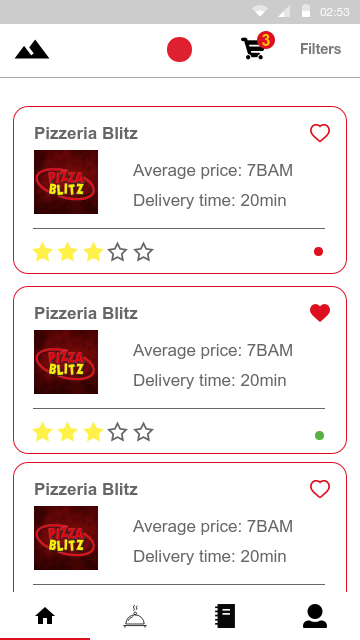 02:53
3
Filters
Pizzeria Blitz
PIZZA
BLITZ
Average price: 7BAM
Delivery time: 20min
Pizzeria Blitz
PIZZA
BLITZ
Average price: 7BAM
Delivery time: 20min
Pizzeria Blitz
PIZZA
BLITZ
Average price: 7BAM
Delivery time: 20min